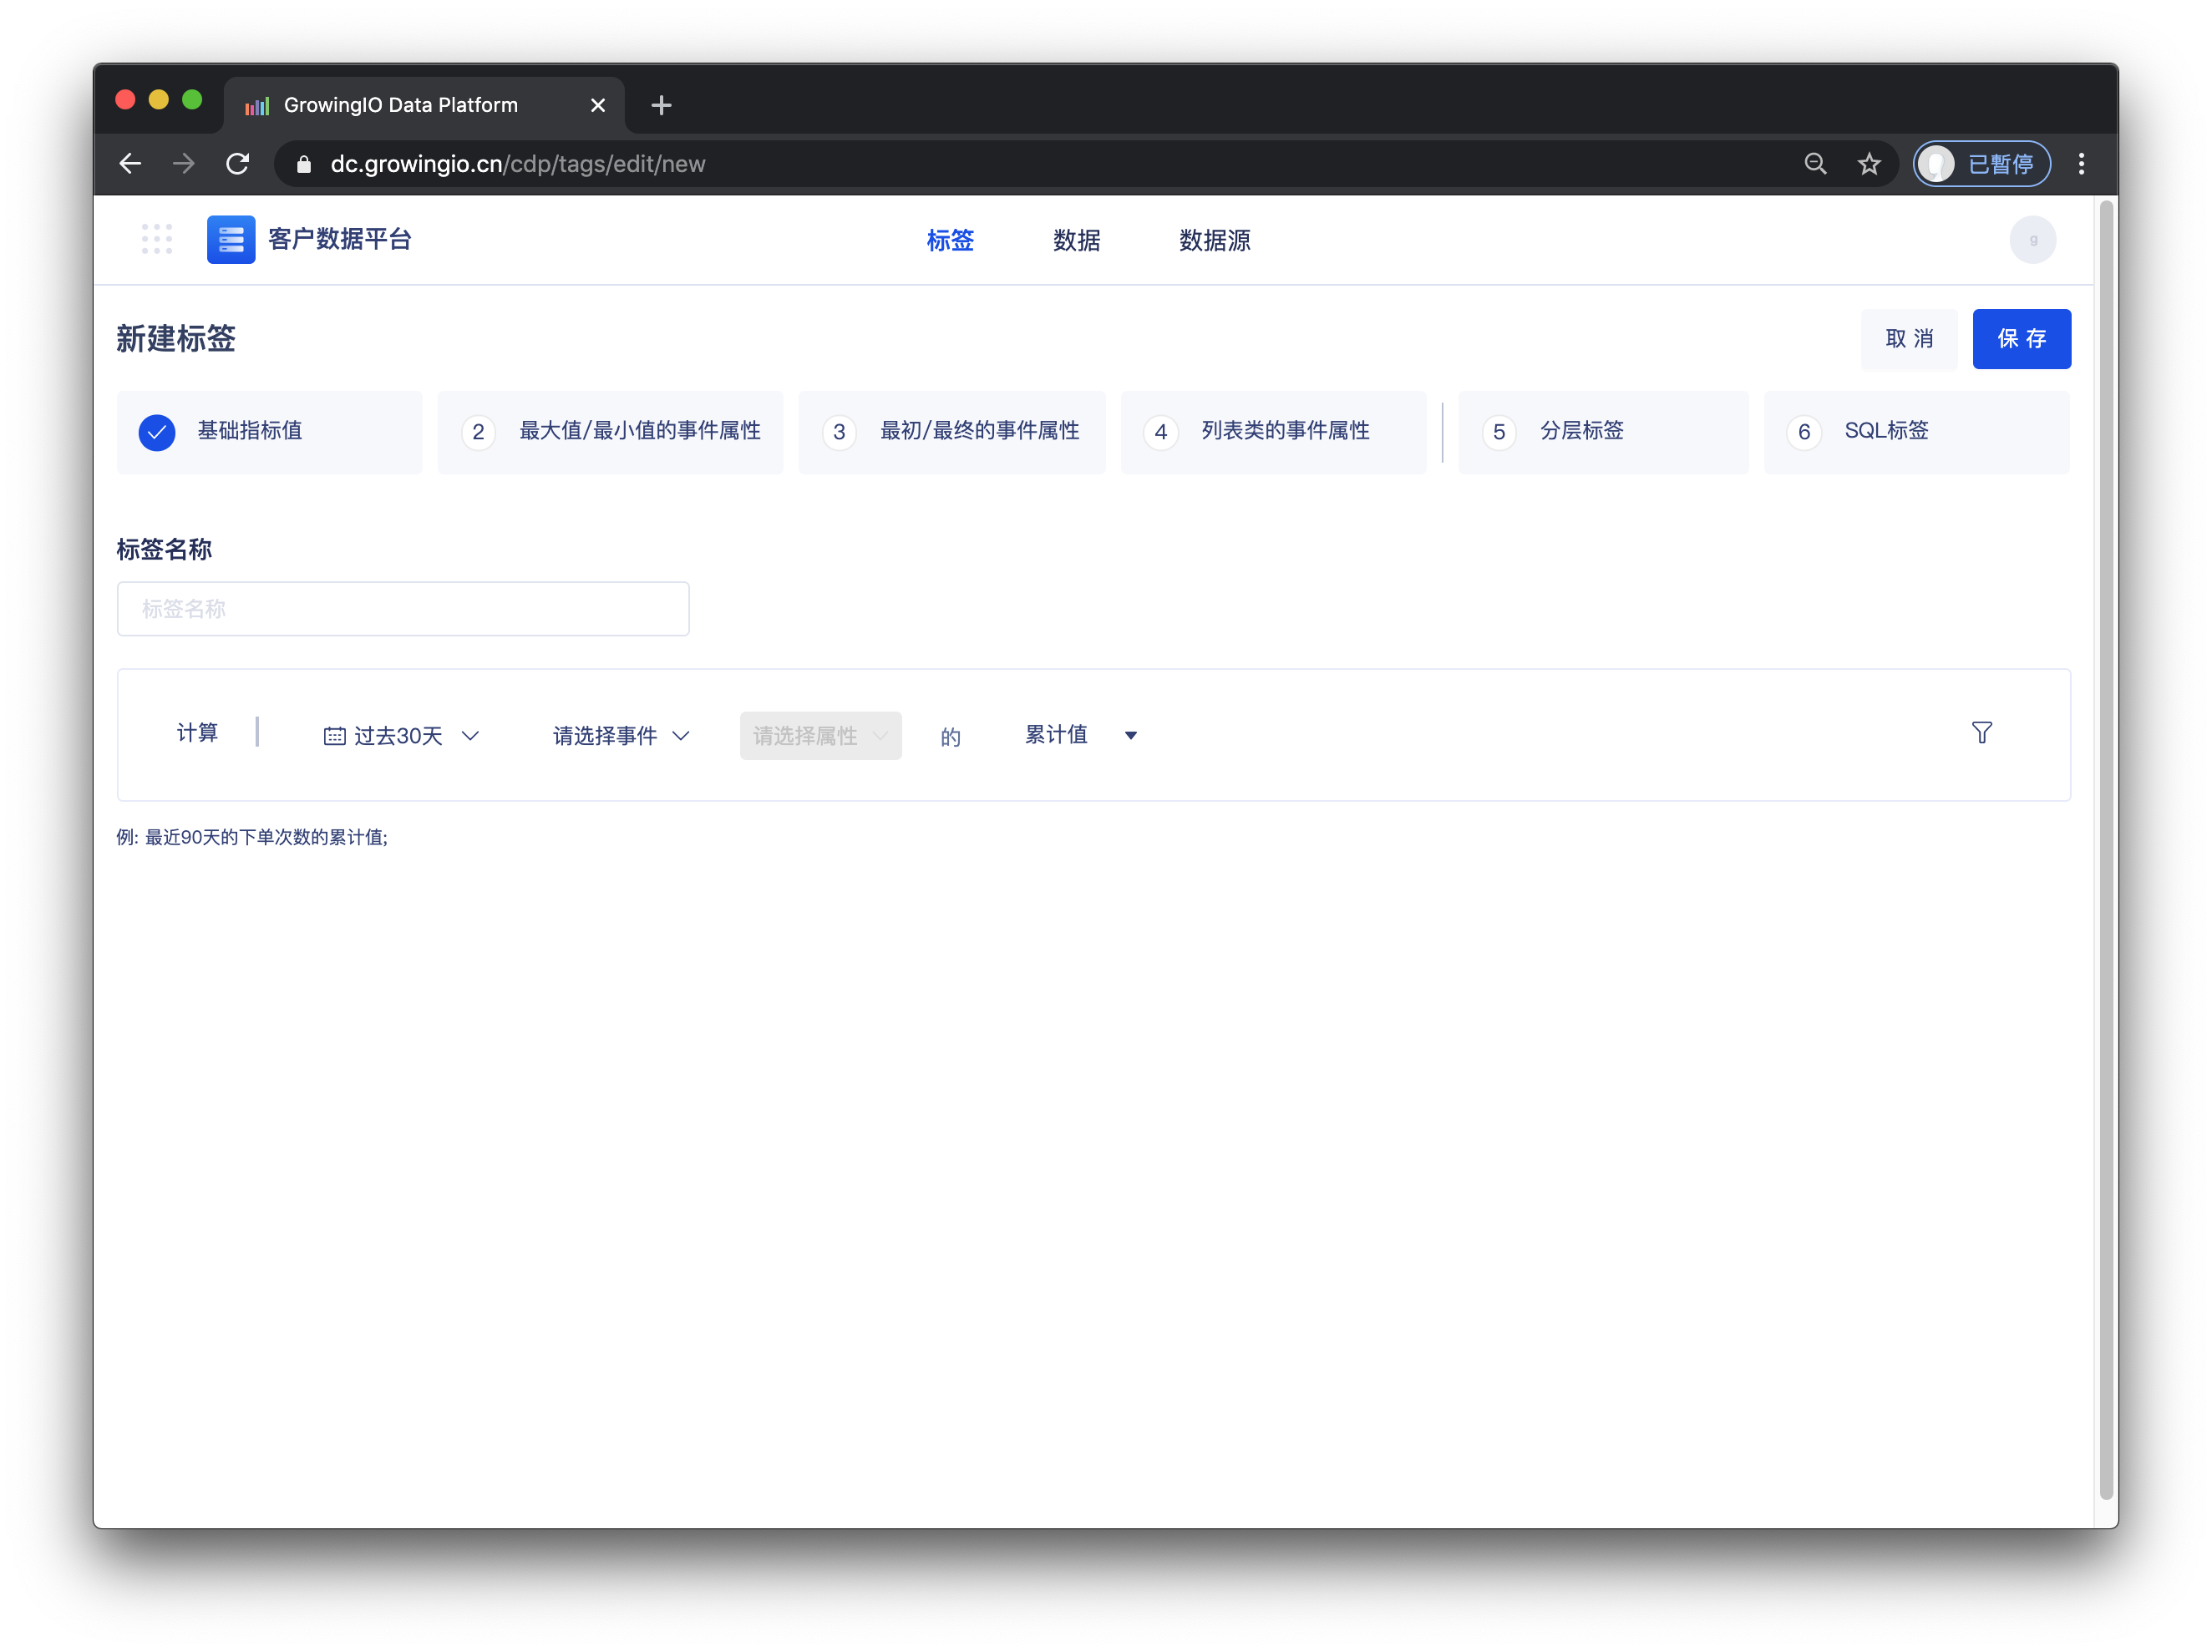 GrowingIO Data Platform
dc.growingio.cn/cdp/tags/edit/new
已暂停
客户数据平台
标签 数据 数据源
g
新建标签
取 消 保 存
基础指标值 2 最大值/最小值的事件属性 3 最初/最终的事件属性 4 列表类的事件属性 5 分层标签 6 SQL标签
标签名称
标签名称
计算 过去30天 请选择事件 请选择属性 的 累计值
例: 最近90天的下单次数的累计值;